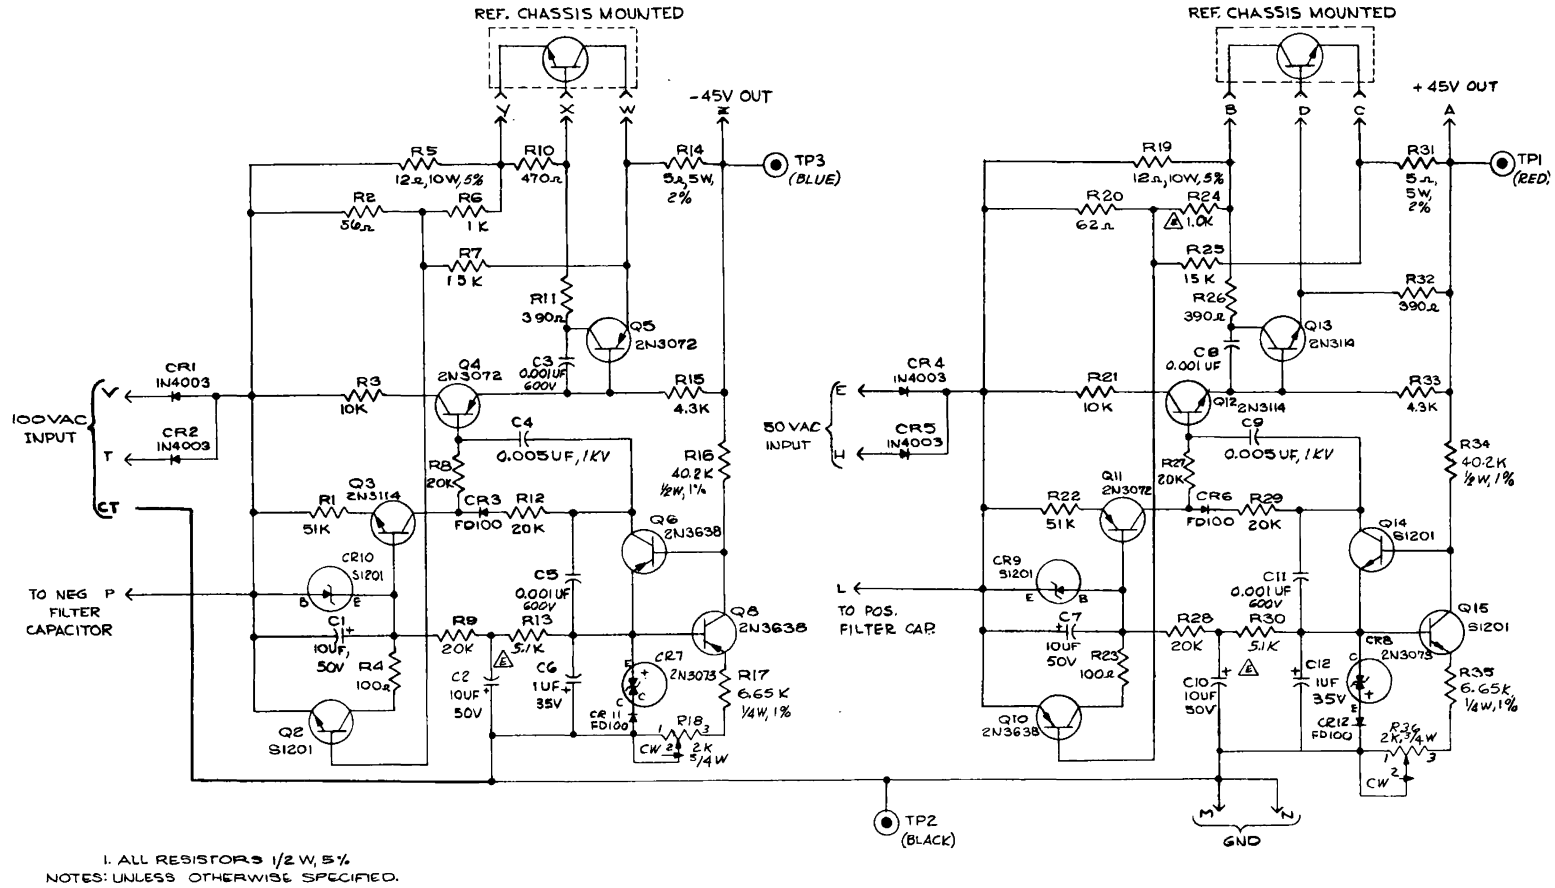 REF. CHASSIS MOUNTED
Y
X
W
-45V OUT
Z
R5
12Ω, 10W, 5%
R10
470Ω
R14
5Ω, 5W,
2%
TP3
(BLUE)
R2
56Ω
R6
1K
R7
15K
R11
390Ω
Q5
2N3072
C3
0.001UF
600V
Q4
2N3072
CR1
IN4003
V
R3
10K
R15
4.3K
100VAC
INPUT
CR2
IN4003
T
C4
0.005UF, 1KV
R16
40.2K
1/2W, 1%
R8
20K
Q3
2N3114
CT
R1
51K
CR3
FD100
R12
20K
Q6
2N3638
CR10
S1201
B
E
TO NEG
FILTER
CAPACITOR
P
C5
0.001UF
600V
C1
+
10UF,
50V
R9
20K
R13
5.1K
E
Q8
2N3638
R4
100Ω
C2
10UF
50V
+
C6
1UF
35V
+
E
+
C
CR7
2N3073
CR11
FD100
R17
6.65K
1/4W, 1%
Q2
S1201
1
R18
3
CW
2
2K
3/4W
TP2
(BLACK)
REF. CHASSIS MOUNTED
B
D
C
+45V OUT
A
R19
12Ω, 10W, 5%
R31
5Ω,
5W,
2%
TP1
(RED)
R20
62Ω
R24
E
1.0K
R25
15K
R26
390Ω
R32
390Ω
Q13
2N3114
C8
0.001UF
CR4
IN4003
E
R21
10K
Q12
2N3114
R33
4.3K
50VAC
INPUT
CR5
IN4003
H
C9
0.005UF, 1KV
R34
40.2K
1/2W, 1%
R27
20K
Q11
2N3072
R22
51K
CR6
FD100
R29
20K
Q14
S1201
CR9
S1201
E
B
L
TO POS.
FILTER CAP.
C11
0.001UF
600V
C7
+
10UF
50V
R28
20K
R30
5.1K
E
Q15
S1201
R23
100Ω
C10
10UF
50V
+
C12
1UF
35V
+
CR8
2N3073
C
+
E
CR12
FD100
R35
6.65K,
1/4W, 1%
Q10
2N3638
R36
2K, 3/4W
1
3
CW
2
M
N
GND
1. ALL RESISTORS 1/2 W, 5%
NOTES: UNLESS OTHERWISE SPECIFIED.